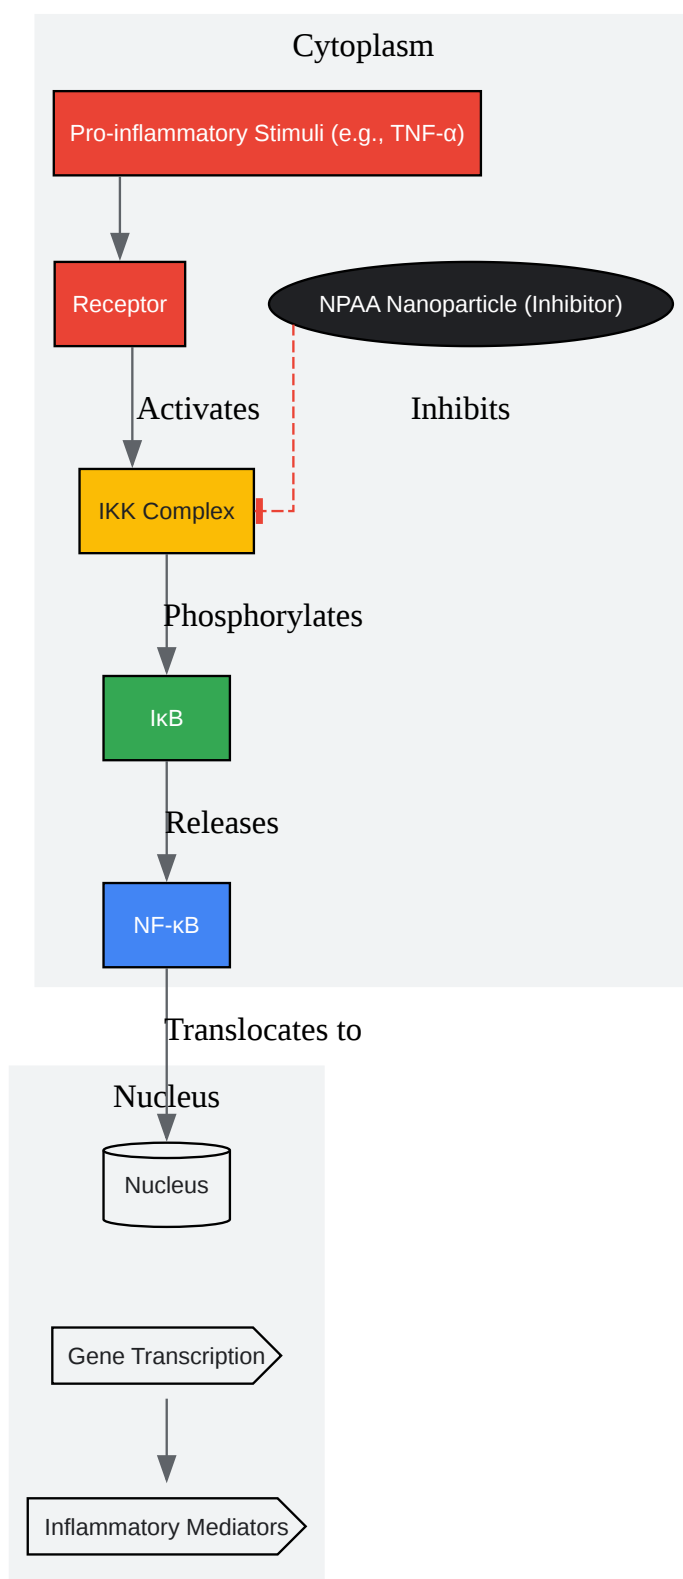 Cytoplasm
Pro-inflammatory Stimuli (e.g., TNF-α)
Receptor
NPAA Nanoparticle (Inhibitor)
Activates
Inhibits
IKK Complex
Phosphorylates
IκB
Releases
NF-κB
Translocates to
Nucleus
Nucleus
Gene Transcription
Inflammatory Mediators